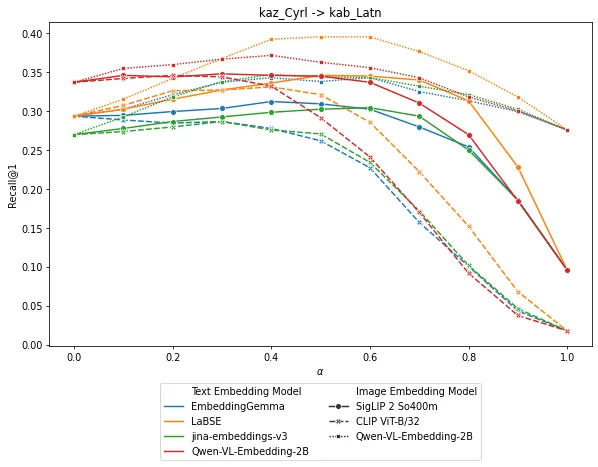 kaz_Cyrl -> kab_Latn
0.40
0.35
0.30
0.25
0.20
0.15
0.10
0.05
0.00
Recall@1
0.0 0.2 0.4 0.6 0.8 1.0
α
Text Embedding Model
EmbeddingGemma
LaBSE
jina-embeddings-v3
Qwen-VL-Embedding-2B
Image Embedding Model
SigLIP 2 So400m
CLIP ViT-B/32
Qwen-VL-Embedding-2B